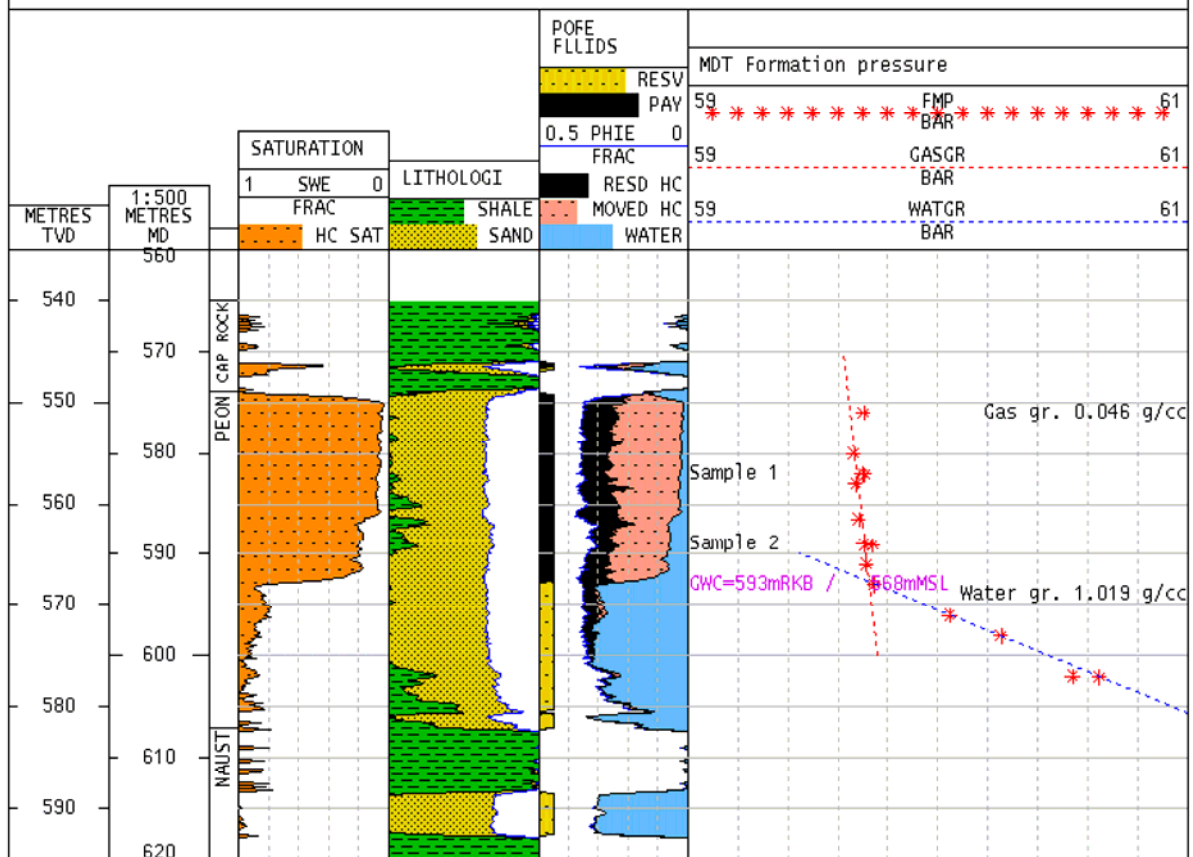 POFE
FLLIDS
RESV
PAY
0.5 PHIE 0
FRAC
RESD HC
MOVED HC
WATER
MDT Formation pressure
59 FMP 61
BAR
59 GASGR 61
BAR
59 WATGR 61
BAR
SATURATION
1 SWE 0
FRAC
HC SAT
LITHOLOGI
SHALE
SAND
METRES
TVD
1:500
METRES
MD
560
540
570
CAP ROCK
550
PEON
Gas gr. 0.046 g/cc
580
Sample 1
560
590
Sample 2
GWC=593mRKB / 568mMSL
570
Water gr. 1.019 g/cc
600
580
NAUST
610
590
620